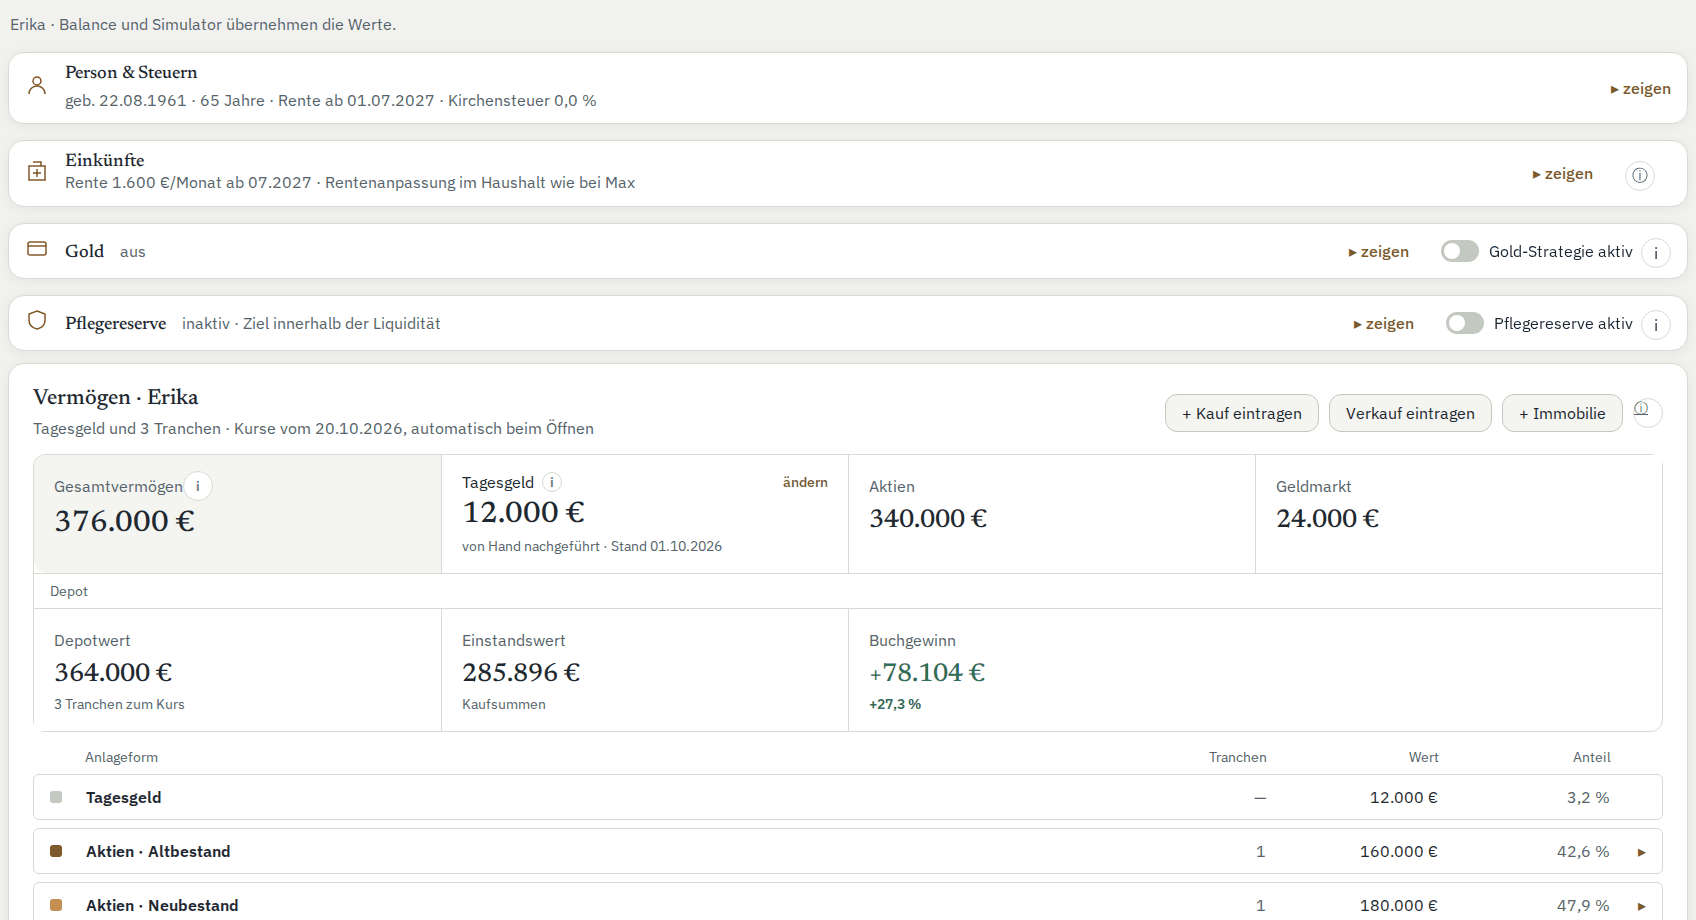 Erika · Balance und Simulator übernehmen die Werte.
Person & Steuern
geb. 22.08.1961 · 65 Jahre · Rente ab 01.07.2027 · Kirchensteuer 0,0 %
▸ zeigen
Einkünfte
Rente 1.600 €/Monat ab 07.2027 · Rentenanpassung im Haushalt wie bei Max
▸ zeigen ⓘ
Gold aus ▸ zeigen Gold-Strategie aktiv i
Pflegereserve inaktiv · Ziel innerhalb der Liquidität ▸ zeigen Pflegereserve aktiv i
Vermögen · Erika
Tagesgeld und 3 Tranchen · Kurse vom 20.10.2026, automatisch beim Öffnen
+ Kauf eintragen Verkauf eintragen + Immobilie ⓘ
Gesamtvermögen i
376.000 €
Tagesgeld i ändern
12.000 €
von Hand nachgeführt · Stand 01.10.2026
Aktien
340.000 €
Geldmarkt
24.000 €
Depot
Depotwert
364.000 €
3 Tranchen zum Kurs
Einstandswert
285.896 €
Kaufsummen
Buchgewinn
+78.104 €
+27,3 %
Anlageform Tranchen Wert Anteil
Tagesgeld — 12.000 € 3,2 %
Aktien · Altbestand 1 160.000 € 42,6 % ▸
Aktien · Neubestand 1 180.000 € 47,9 % ▸